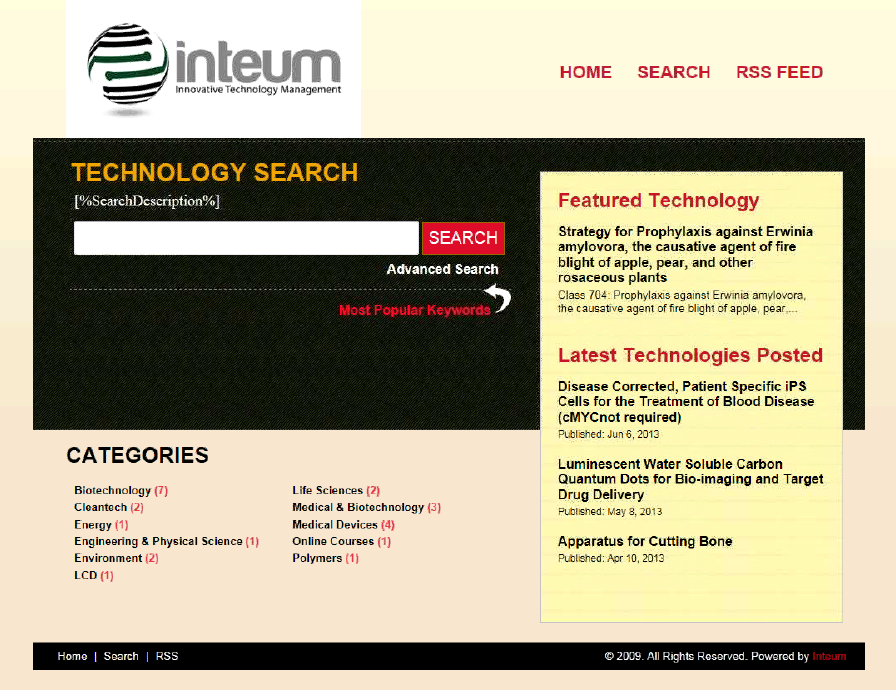 inteum
Innovative Technology Management
HOME SEARCH RSS FEED
TECHNOLOGY SEARCH
[%SearchDescription%]
SEARCH
Advanced Search
Most Popular Keywords
Featured Technology
Strategy for Prophylaxis against Erwinia
amylovora, the causative agent of fire
blight of apple, pear, and other
rosaceous plants
Class 704: Prophylaxis against Erwinia amylovora,
the causative agent of fire blight of apple, pear,...
Latest Technologies Posted
Disease Corrected, Patient Specific iPS
Cells for the Treatment of Blood Disease
(cMYCnot required)
Published: Jun 6, 2013
Luminescent Water Soluble Carbon
Quantum Dots for Bio-imaging and Target
Drug Delivery
Published: May 8, 2013
Apparatus for Cutting Bone
Published: Apr 10, 2013
CATEGORIES
Biotechnology (7)
Cleantech (2)
Energy (1)
Engineering & Physical Science (1)
Environment (2)
LCD (1)
Life Sciences (2)
Medical & Biotechnology (3)
Medical Devices (4)
Online Courses (1)
Polymers (1)
Home | Search | RSS
© 2009. All Rights Reserved. Powered by Inteum